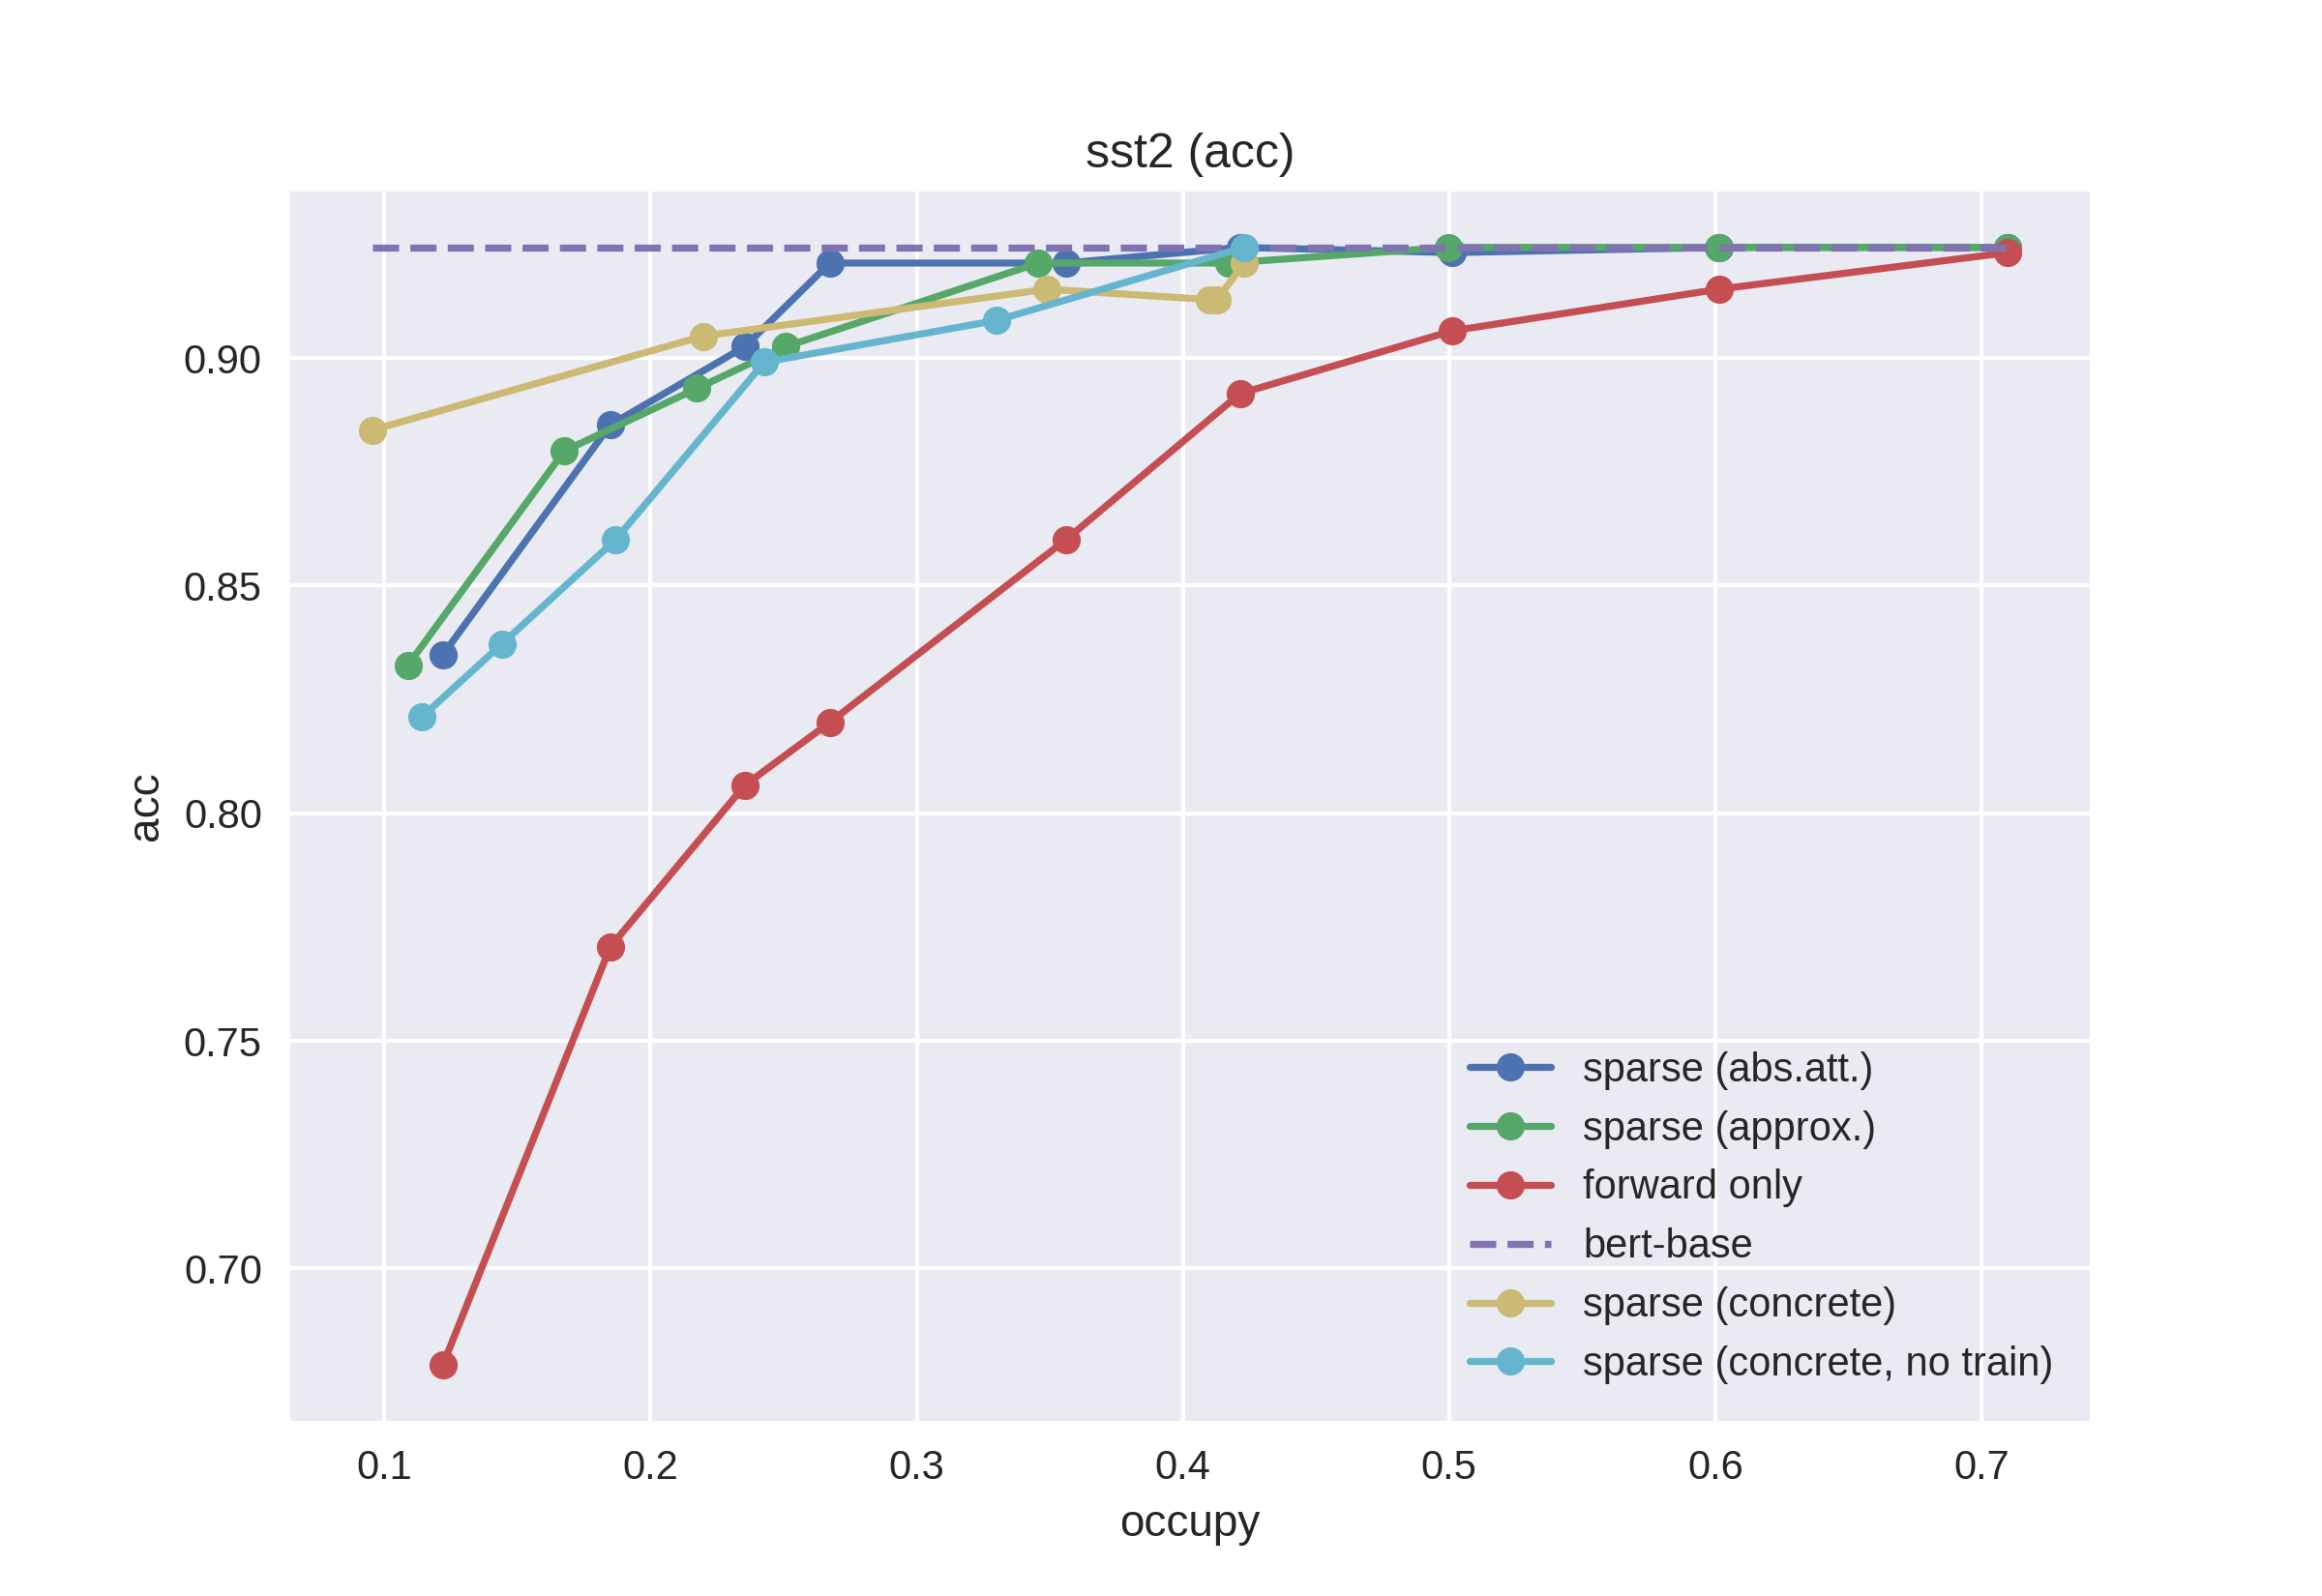 sst2 (acc)
0.90
0.85
0.80
0.75
0.70
acc
sparse (abs.att.)
sparse (approx.)
forward only
bert-base
sparse (concrete)
sparse (concrete, no train)
0.1 0.2 0.3 0.4 0.5 0.6 0.7
occupy